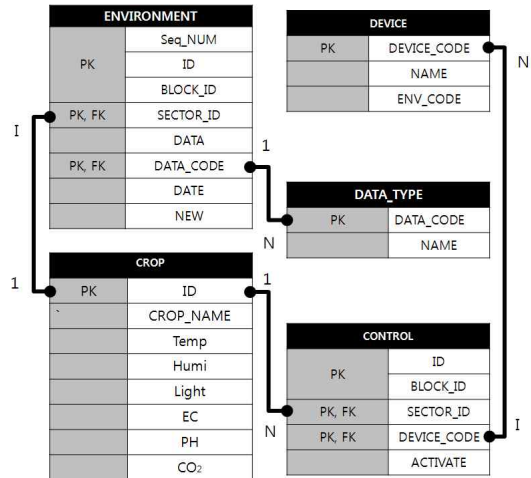 ENVIRONMENT
PK
Seq_NUM
ID
BLOCK_ID
PK, FK SECTOR_ID
DATA
PK, FK DATA_CODE
DATE
NEW
DEVICE
PK DEVICE_CODE
NAME
ENV_CODE
DATA_TYPE
PK DATA_CODE
NAME
CROP
PK ID
` CROP_NAME
Temp
Humi
Light
EC
PH
CO₂
CONTROL
PK
ID
BLOCK_ID
PK, FK SECTOR_ID
PK, FK DEVICE_CODE
ACTIVATE
I
1
1
N
1
N
N
I